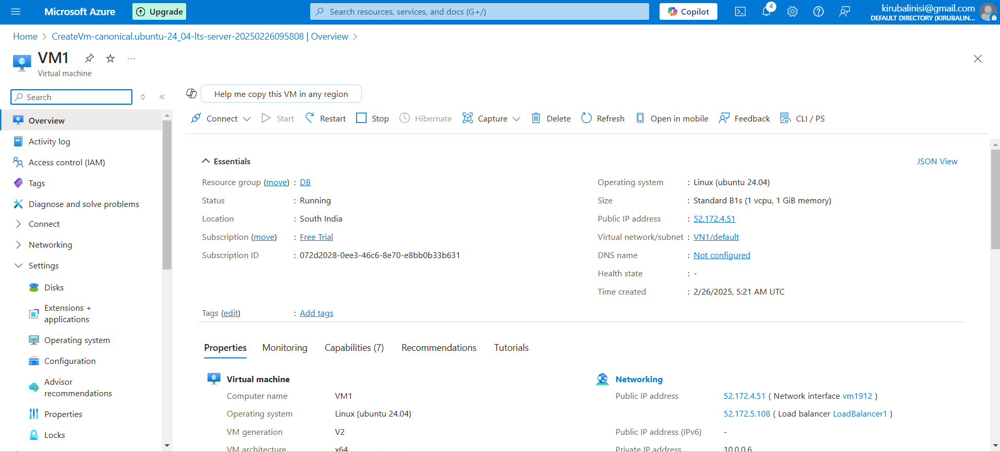 Microsoft Azure
Upgrade
Search resources, services, and docs (G+/)
Copilot
4
kirubalinisi@gmail.com
DEFAULT DIRECTORY (KIRUBALIN...
Home > CreateVm-canonical.ubuntu-24_04-lts-server-20250226095808 | Overview >
VM1
...
Virtual machine
Search
Overview
Activity log
Access control (IAM)
Tags
Diagnose and solve problems
Connect
Networking
Settings
Disks
Extensions +
applications
Operating system
Configuration
Advisor
recommendations
Properties
Locks
Help me copy this VM in any region
Connect
Start
Restart
Stop
Hibernate
Capture
Delete
Refresh
Open in mobile
Feedback
CLI / PS
Essentials
JSON View
Resource group (move) : DB
Status : Running
Location : South India
Subscription (move) : Free Trial
Subscription ID : 072d2028-0ee3-46c6-8e70-e8bb0b33b631
Operating system : Linux (ubuntu 24.04)
Size : Standard B1s (1 vcpu, 1 GiB memory)
Public IP address : 52.172.4.51
Virtual network/subnet : VN1/default
DNS name : Not configured
Health state : -
Time created : 2/26/2025, 5:21 AM UTC
Tags (edit) : Add tags
Properties
Monitoring
Capabilities (7)
Recommendations
Tutorials
Virtual machine
Computer name VM1
Operating system Linux (ubuntu 24.04)
VM generation V2
VM architecture x64
Networking
Public IP address 52.172.4.51 ( Network interface vm1912 )
52.172.5.108 ( Load balancer LoadBalancer1 )
Public IP address (IPv6) -
Private IP address 10.0.0.6